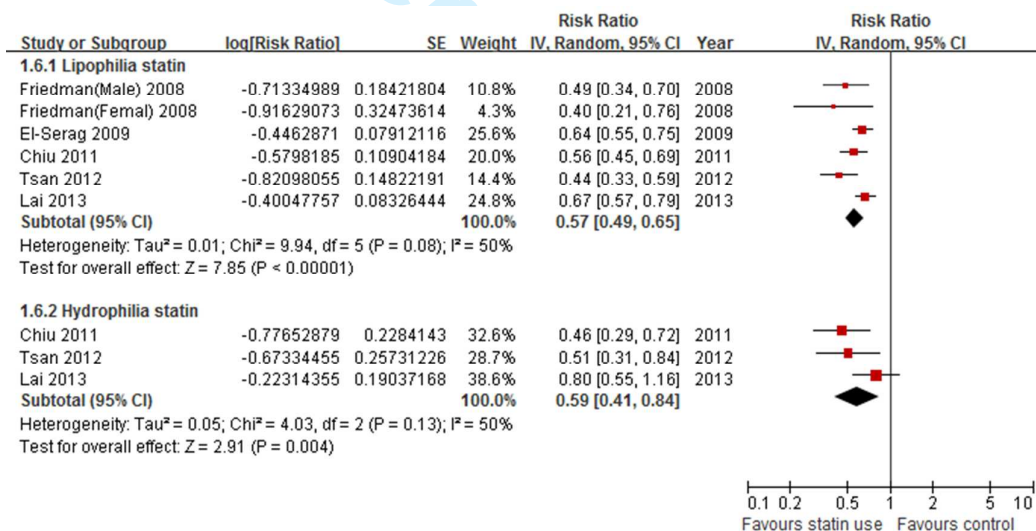 Risk Ratio Risk Ratio
Study or Subgroup log[Risk Ratio] SE Weight IV, Random, 95% CI Year IV, Random, 95% CI
1.6.1 Lipophilia statin
Friedman(Male) 2008 -0.71334989 0.18421804 10.8% 0.49 [0.34, 0.70] 2008
Friedman(Femal) 2008 -0.91629073 0.32473614 4.3% 0.40 [0.21, 0.76] 2008
El-Serag 2009 -0.4462871 0.07912116 25.6% 0.64 [0.55, 0.75] 2009
Chiu 2011 -0.5798185 0.10904184 20.0% 0.56 [0.45, 0.69] 2011
Tsan 2012 -0.82098055 0.14822191 14.4% 0.44 [0.33, 0.59] 2012
Lai 2013 -0.40047757 0.08326444 24.8% 0.67 [0.57, 0.79] 2013
Subtotal (95% CI) 100.0% 0.57 [0.49, 0.65]
Heterogeneity: Tau² = 0.01; Chi² = 9.94, df = 5 (P = 0.08); I² = 50%
Test for overall effect: Z = 7.85 (P < 0.00001)
1.6.2 Hydrophilia statin
Chiu 2011 -0.77652879 0.2284143 32.6% 0.46 [0.29, 0.72] 2011
Tsan 2012 -0.67334455 0.25731226 28.7% 0.51 [0.31, 0.84] 2012
Lai 2013 -0.22314355 0.19037168 38.6% 0.80 [0.55, 1.16] 2013
Subtotal (95% CI) 100.0% 0.59 [0.41, 0.84]
Heterogeneity: Tau² = 0.05; Chi² = 4.03, df = 2 (P = 0.13); I² = 50%
Test for overall effect: Z = 2.91 (P = 0.004)
0.1 0.2 0.5 1 2 5 10
Favours statin use Favours control